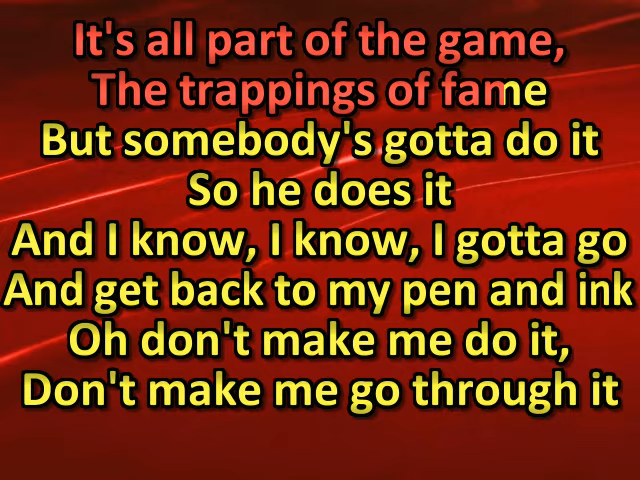 It's all part of the game,
The trappings of fame
But somebody's gotta do it
So he does it
And I know, I know, I gotta go
And get back to my pen and ink
Oh don't make me do it,
Don't make me go through it